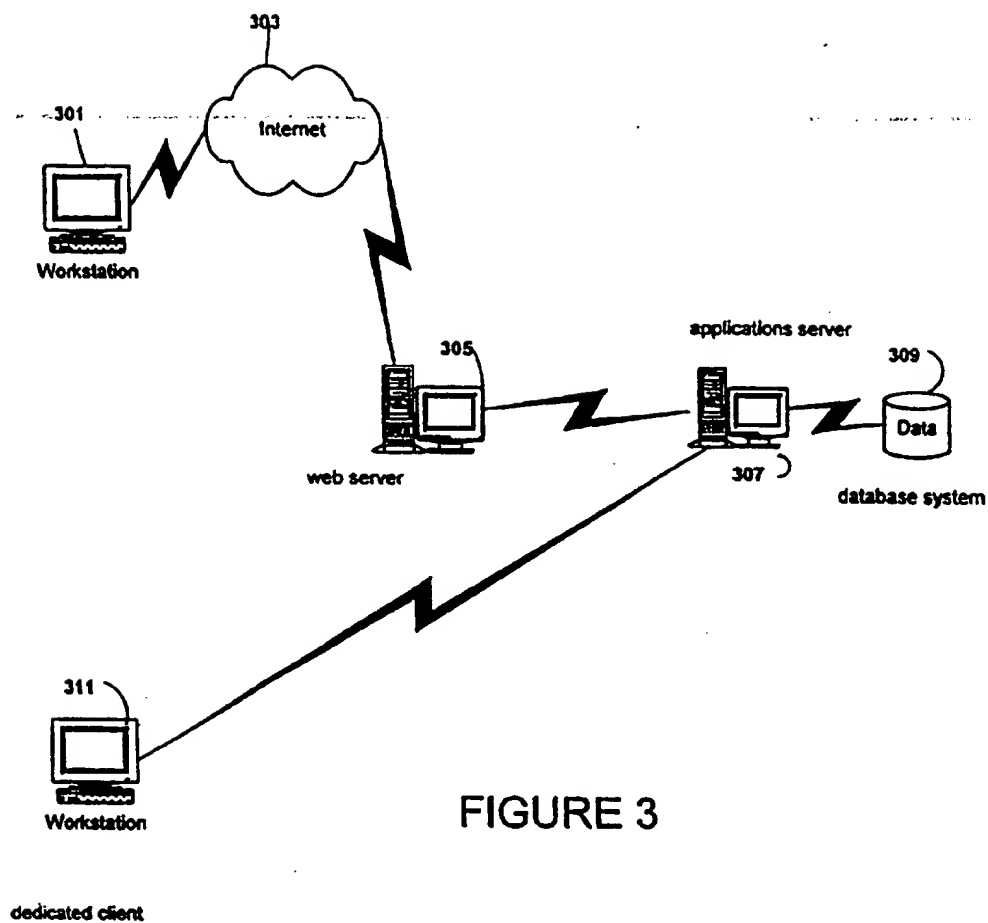 303
301
Internet
Workstation
applications server
305
309
Data
web server
307
database system
311
Workstation
FIGURE 3
dedicated client